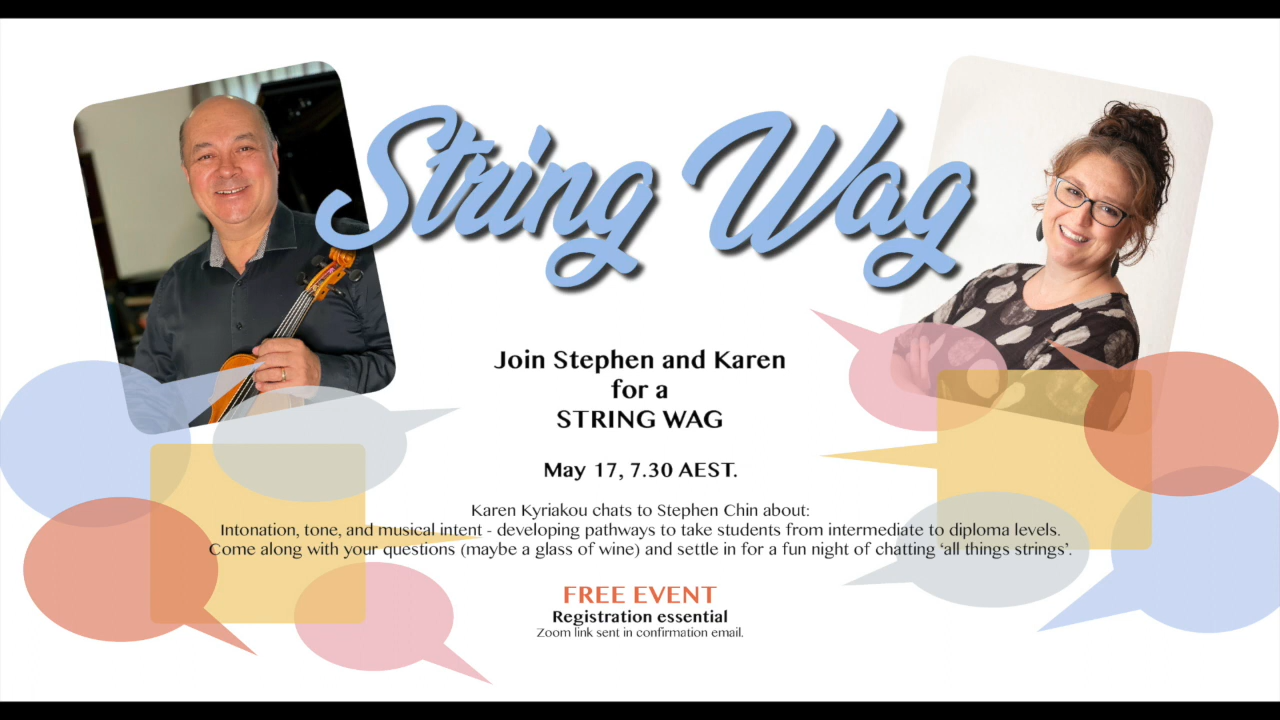 String Wag
Join Stephen and Karen
for a
STRING WAG
May 17, 7.30 AEST.
Karen Kyriakou chats to Stephen Chin about:
Intonation, tone, and musical intent - developing pathways to take students from intermediate to diploma levels.
Come along with your questions (maybe a glass of wine) and settle in for a fun night of chatting ‘all things strings’.
FREE EVENT
Registration essential
Zoom link sent in confirmation email.